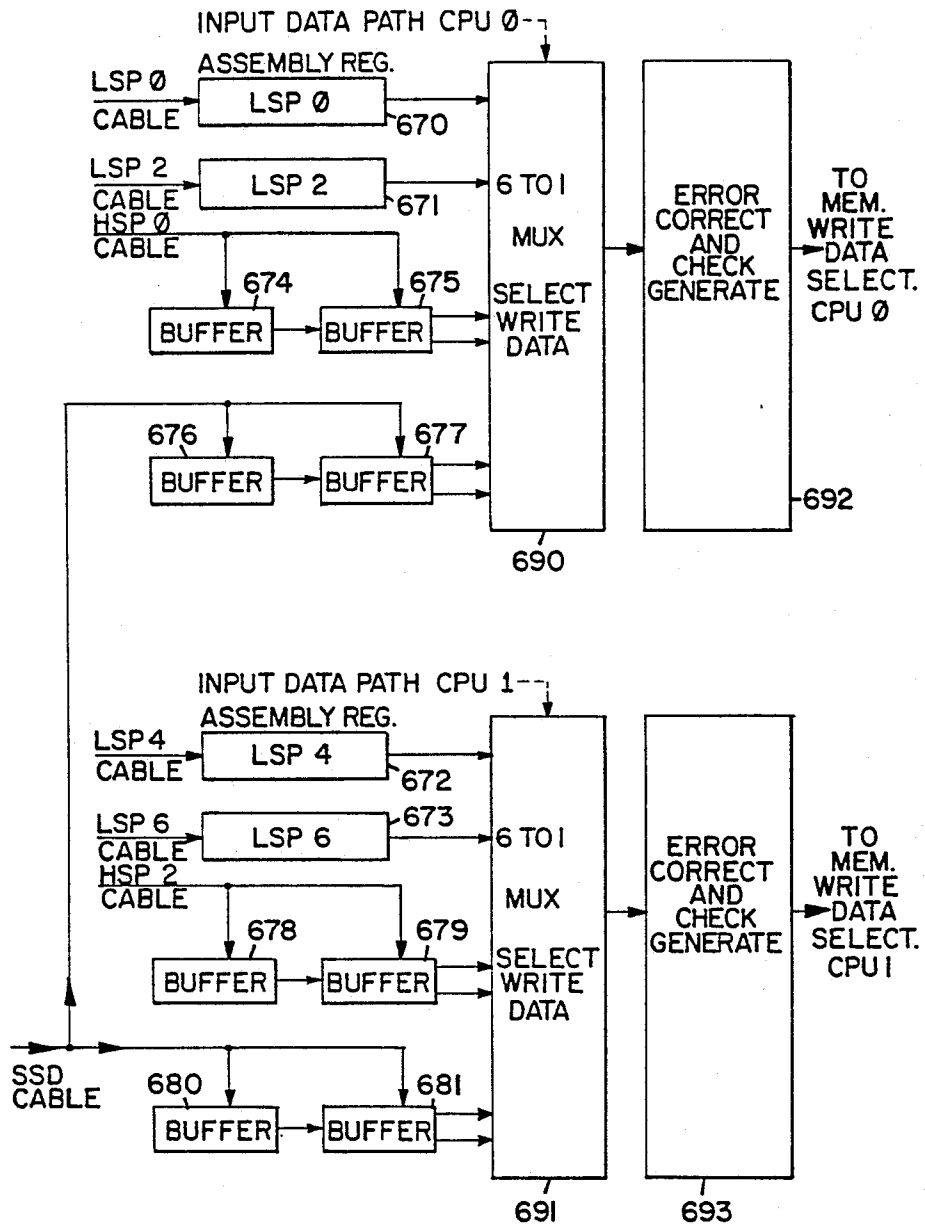 INPUT DATA PATH CPU Ø
ASSEMBLY REG.
LSP Ø
CABLE
LSP Ø
670
LSP 2
CABLE
LSP 2
671
HSP Ø
CABLE
674
675
BUFFER
BUFFER
676
677
BUFFER
BUFFER
6 TO 1
MUX
SELECT
WRITE
DATA
690
ERROR
CORRECT
AND
CHECK
GENERATE
692
TO
MEM.
WRITE
DATA
SELECT.
CPU Ø
INPUT DATA PATH CPU 1
ASSEMBLY REG.
LSP 4
CABLE
LSP 4
672
LSP 6
CABLE
LSP 6
673
HSP 2
CABLE
678
679
BUFFER
BUFFER
SSD
CABLE
680
681
BUFFER
BUFFER
6 TO 1
MUX
SELECT
WRITE
DATA
691
ERROR
CORRECT
AND
CHECK
GENERATE
693
TO
MEM.
WRITE
DATA
SELECT.
CPU 1